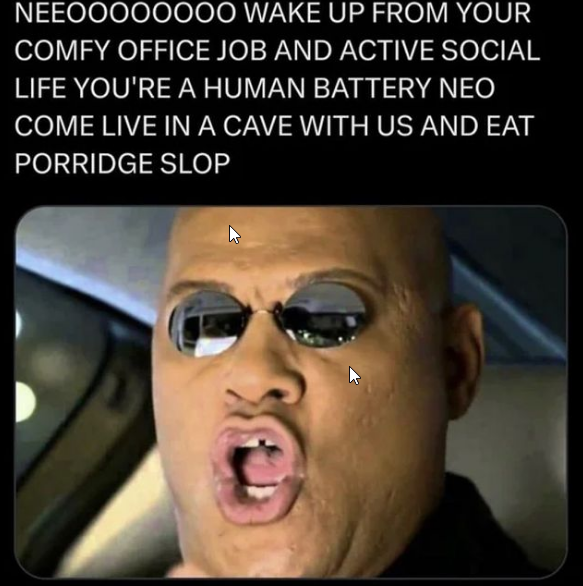 NEEOOOOOOOO WAKE UP FROM YOUR
COMFY OFFICE JOB AND ACTIVE SOCIAL
LIFE YOU'RE A HUMAN BATTERY NEO
COME LIVE IN A CAVE WITH US AND EAT
PORRIDGE SLOP